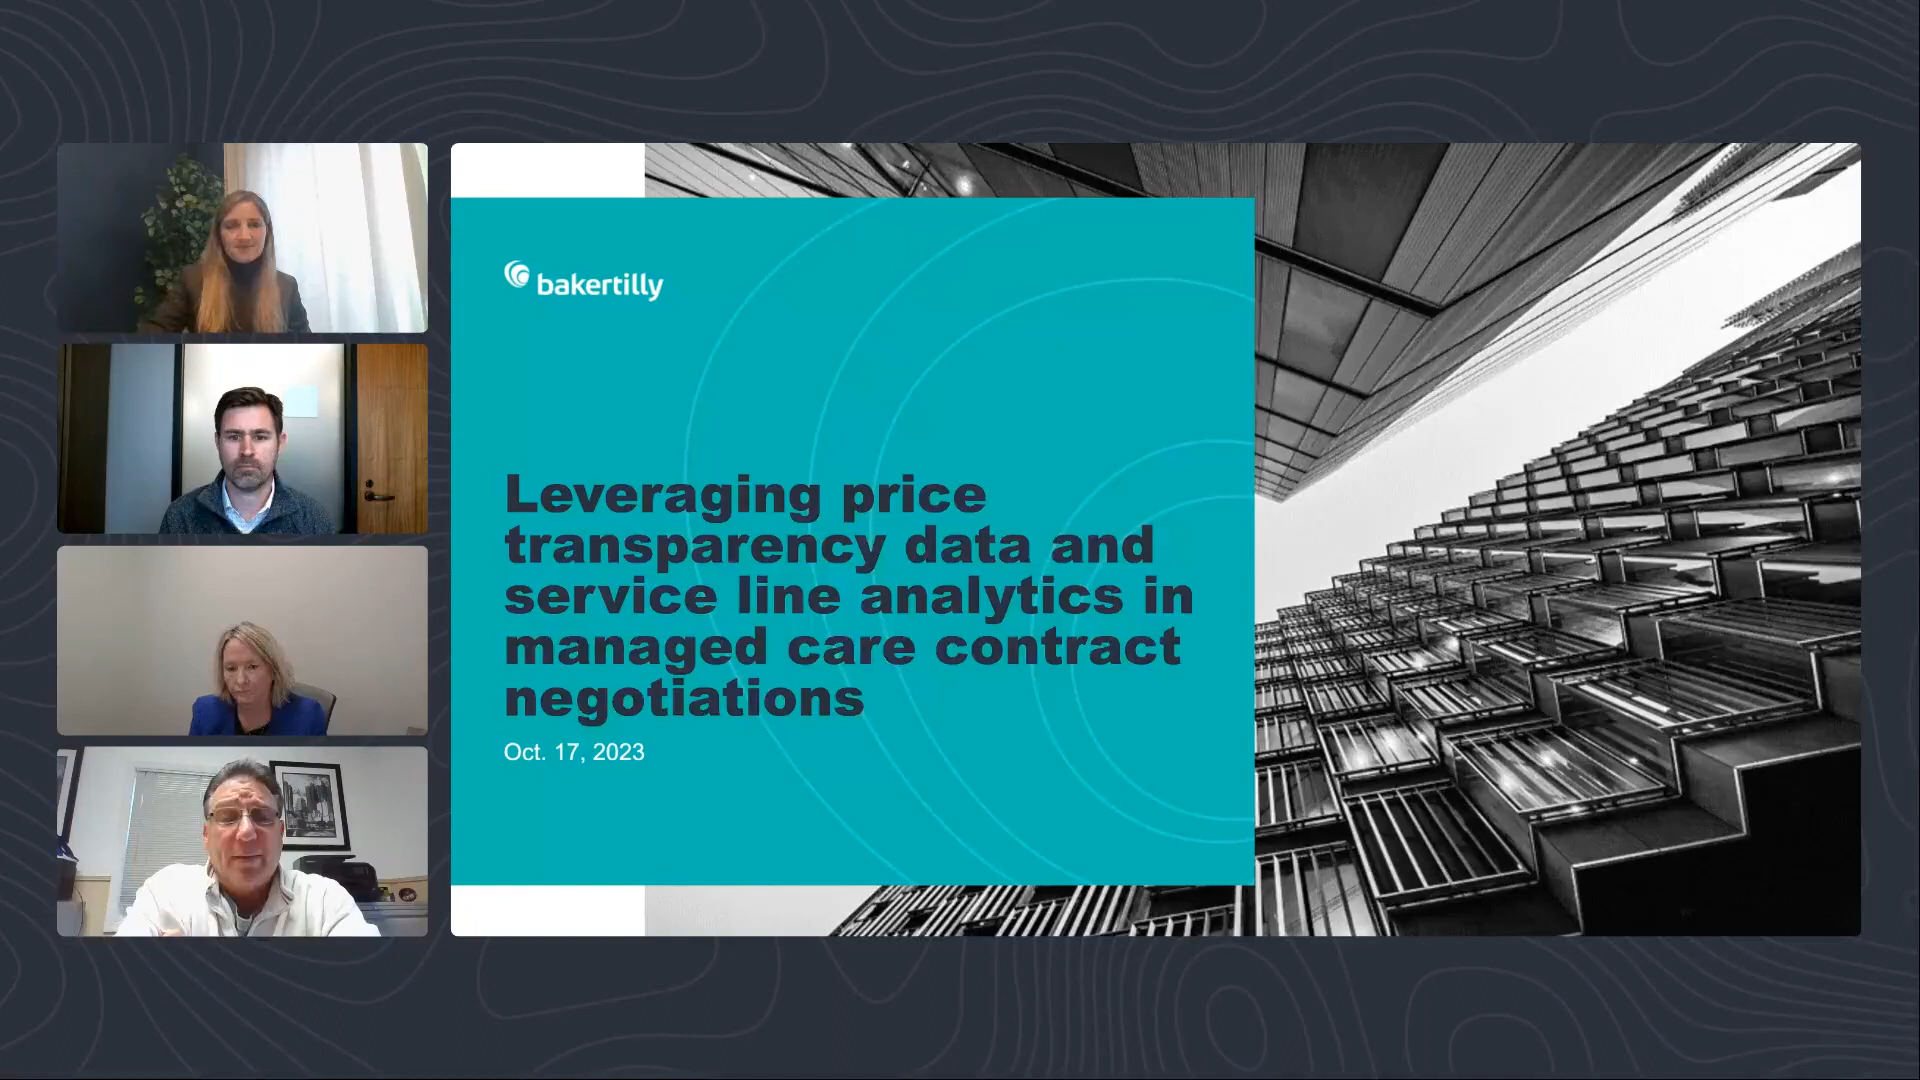 bakertilly
Leveraging price
transparency data and
service line analytics in
managed care contract
negotiations
Oct. 17, 2023